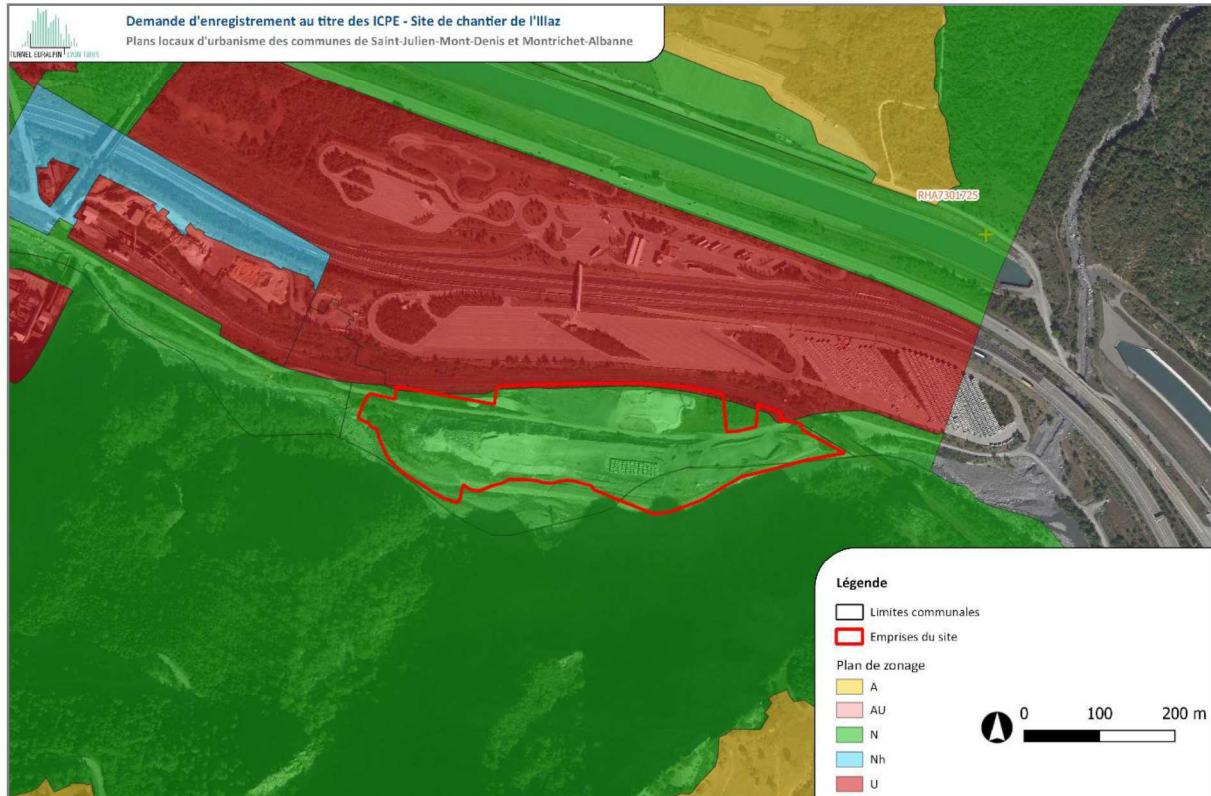 Demande d'enregistrement au titre des ICPE - Site de chantier de l'Illaz
Plans locaux d'urbanisme des communes de Saint-Julien-Mont-Denis et Montrichet-Albanne
TUNNEL EURALPIN LYON TURIN
RHA7301725
Légende
Limites communales
Emprises du site
Plan de zonage
A
AU
N
Nh
U
0 100 200 m